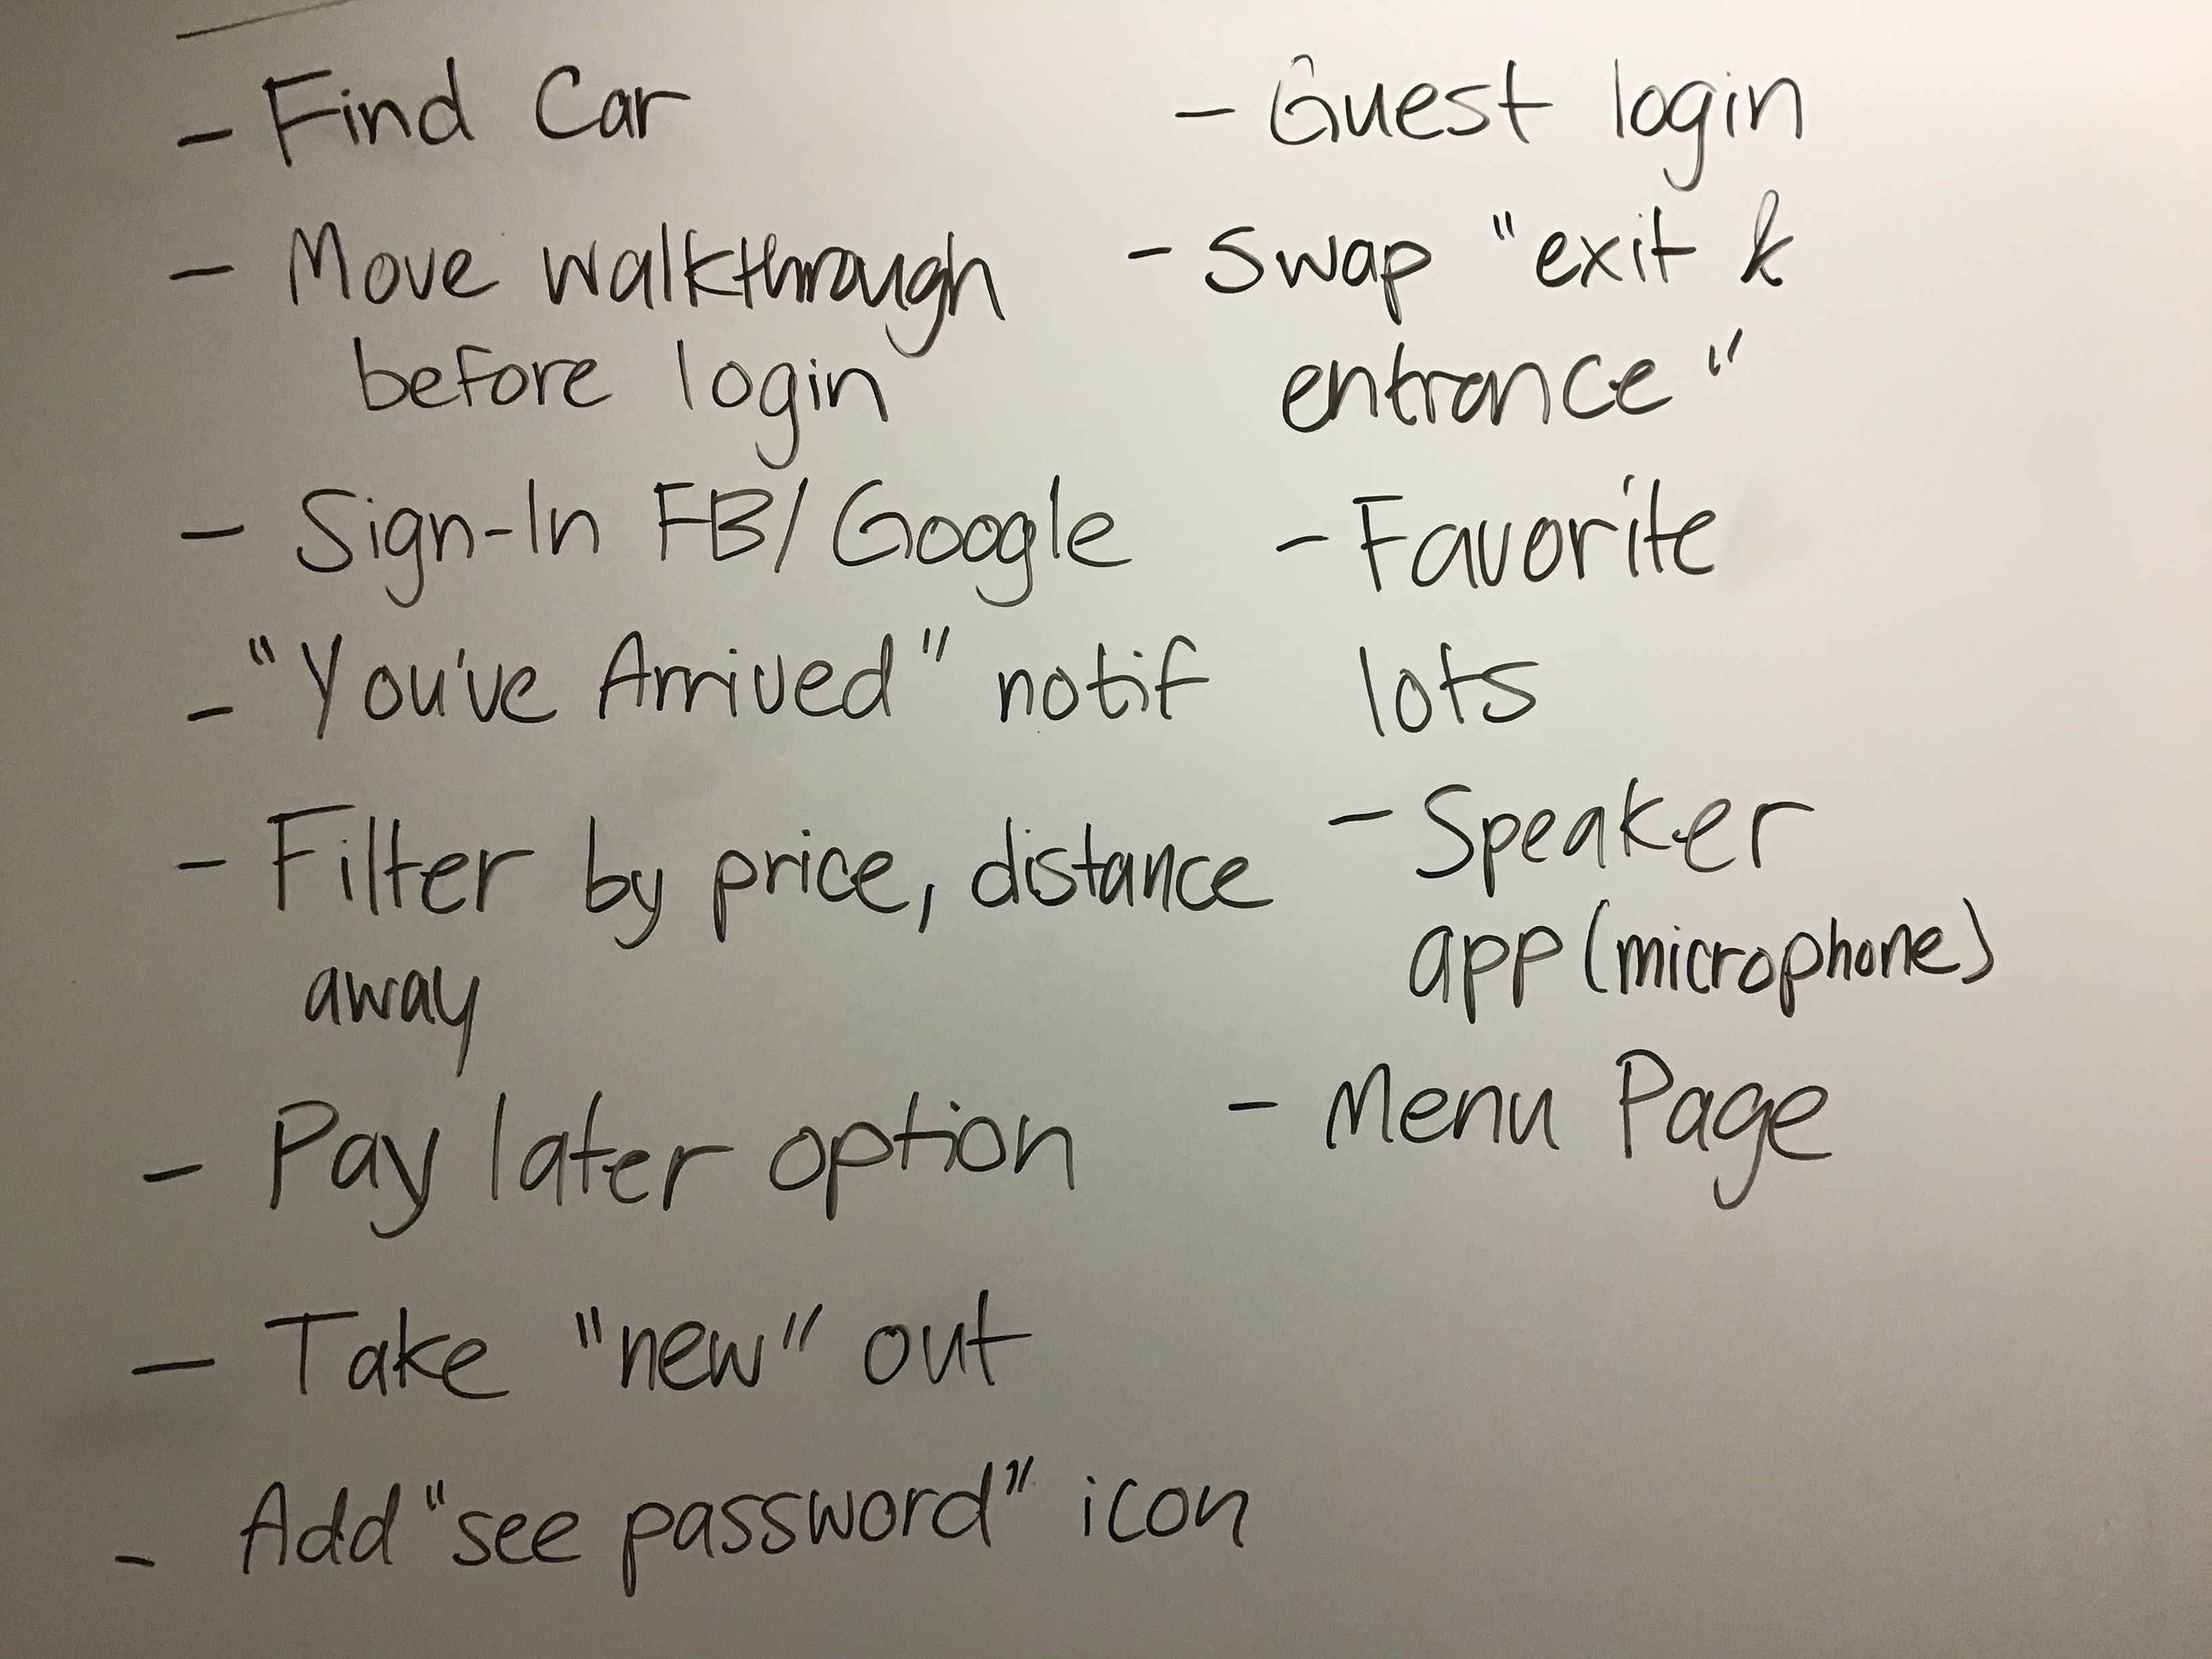 - Find Car
- Move walkthrough
before login
- Sign-In FB/Google
- "You've Arrived" notif
- Filter by price, distance
away
- Pay later option
- Take "new" out
- Add "see password" icon
- Guest login
- Swap "exit &
entrance"
- Favorite
lots
- Speaker
app (microphone)
- Menu Page